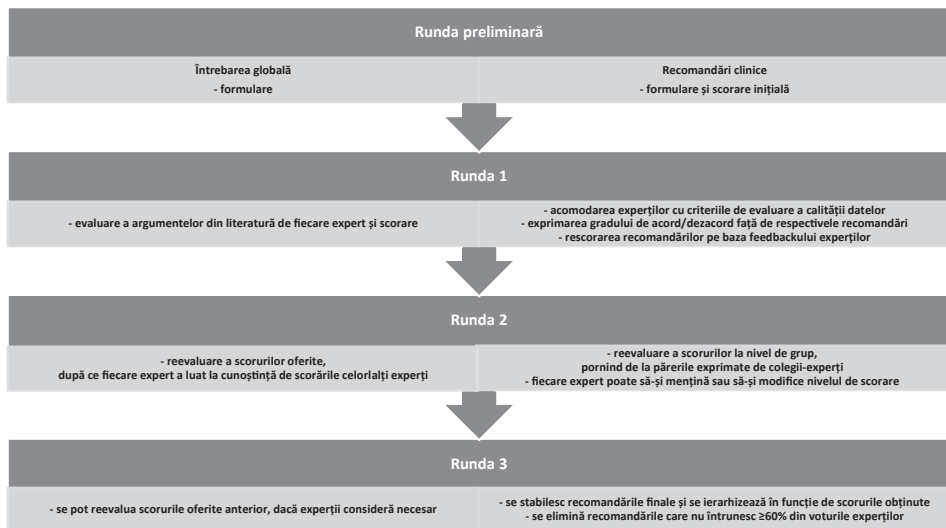 Runda preliminară
Întrebarea globală
- formulare
Recomandări clinice
- formulare și scorare inițială
Runda 1
- evaluare a argumentelor din literatură de fiecare expert și scorare
- acomodarea experților cu criteriile de evaluare a calității datelor
- exprimarea gradului de acord/dezacord față de respectivele recomandări
- rescorarea recomandărilor pe baza feedbackului experților
Runda 2
- reevaluare a scorurilor oferite,
după ce fiecare expert a luat la cunoștință de scorările celorlalți experți
- reevaluare a scorurilor la nivel de grup,
pornind de la părerile exprimate de colegii-experți
- fiecare expert poate să-și mențină sau să-și modifice nivelul de scorare
Runda 3
- se pot reevalua scorurile oferite anterior, dacă experții consideră necesar
- se stabilesc recomandările finale și se ierarhizează în funcție de scorurile obținute
- se elimină recomandările care nu întrunesc ≥60% din voturile experților